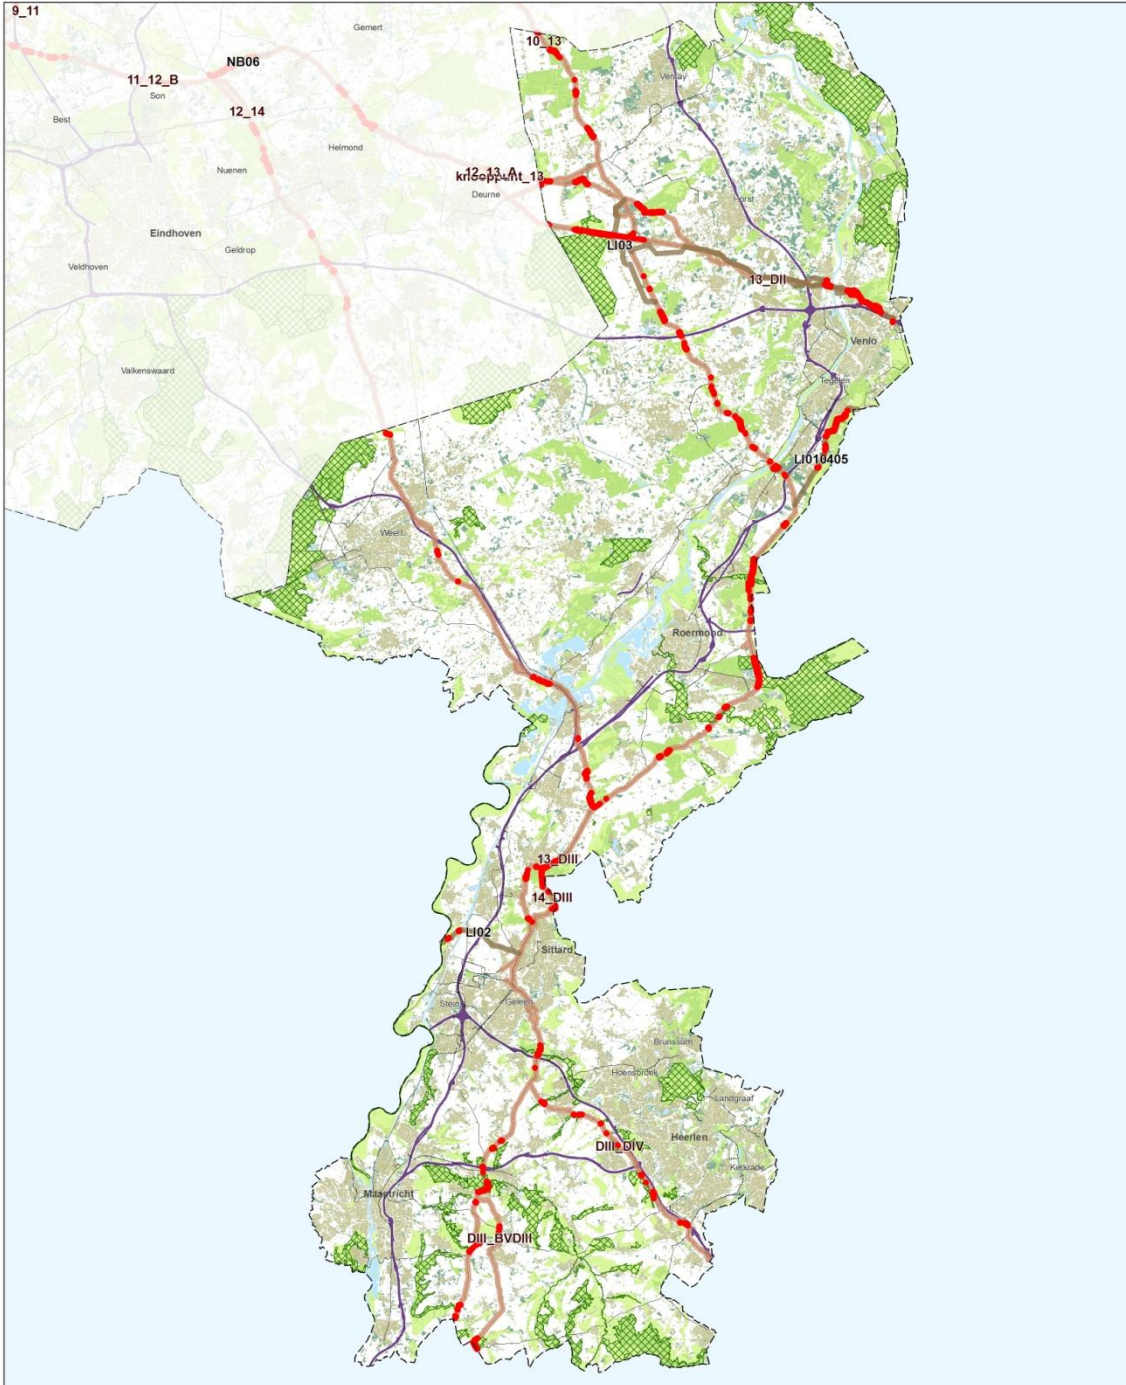 9_11
Gemert
10_13
NB06
Venray
11_12_B
Son
12_14
Best
Helmond
Nuenen
12_13_A
knooppunt_13
Deurne
Horst
Eindhoven
LI03
Geldrop
Veldhoven
13_DII
Venlo
Valkenswaard
Tegelen
LI010405
Weert
Roermond
13_DIII
14_DIII
LI02
Sittard
Stein
Geleen
Brunssum
Hoensbroek
Landgraaf
Heerlen
DIII_DIV
Kerkrade
Maastricht
DIII_BVDIII